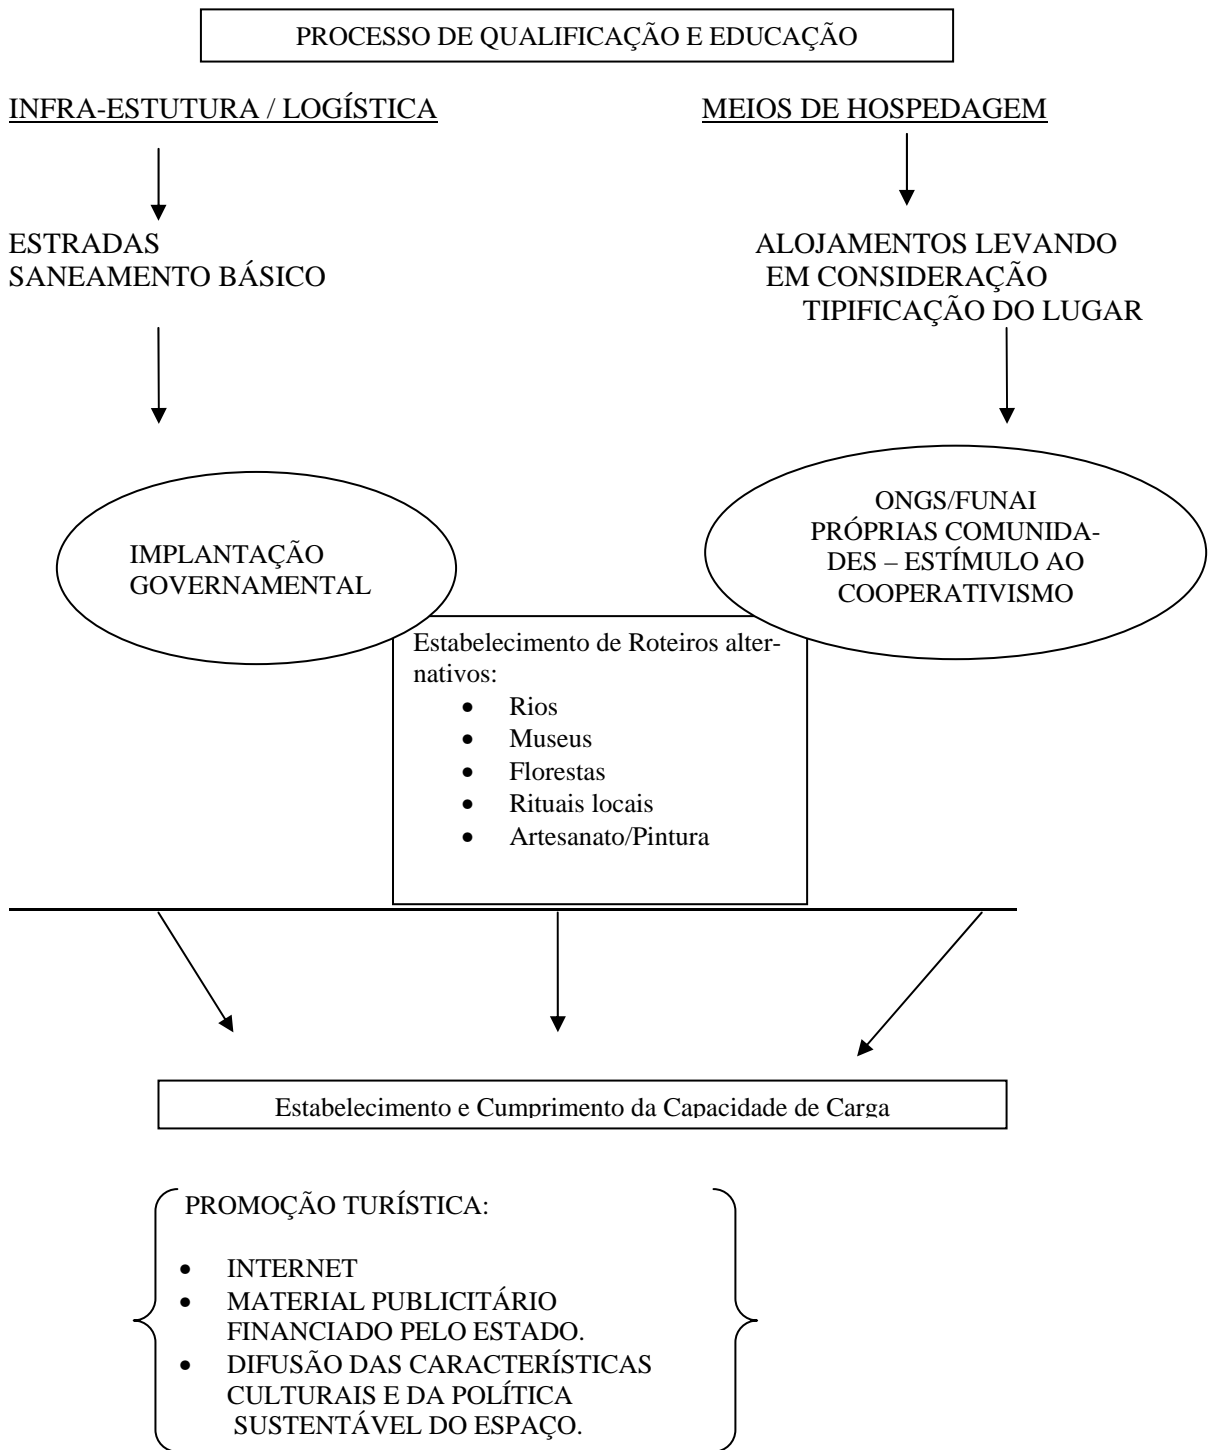 PROCESSO DE QUALIFICAÇÃO E EDUCAÇÃO
INFRA-ESTUTURA / LOGÍSTICA
MEIOS DE HOSPEDAGEM
ESTRADAS
SANEAMENTO BÁSICO
ALOJAMENTOS LEVANDO
EM CONSIDERAÇÃO
TIPIFICAÇÃO DO LUGAR
IMPLANTAÇÃO
GOVERNAMENTAL
ONGS/FUNAI
PRÓPRIAS COMUNIDA-
DES – ESTÍMULO AO
COOPERATIVISMO
Estabelecimento de Roteiros alter-
nativos:
• Rios
• Museus
• Florestas
• Rituais locais
• Artesanato/Pintura
Estabelecimento e Cumprimento da Capacidade de Carga
PROMOÇÃO TURÍSTICA:
• INTERNET
• MATERIAL PUBLICITÁRIO
FINANCIADO PELO ESTADO.
• DIFUSÃO DAS CARACTERÍSTICAS
CULTURAIS E DA POLÍTICA
SUSTENTÁVEL DO ESPAÇO.